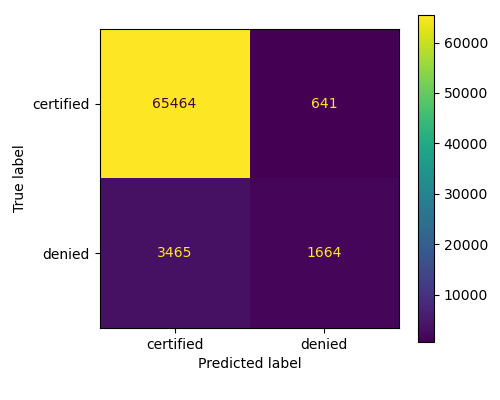 certified
denied
True label
65464
641
3465
1664
certified
denied
Predicted label
60000
50000
40000
30000
20000
10000